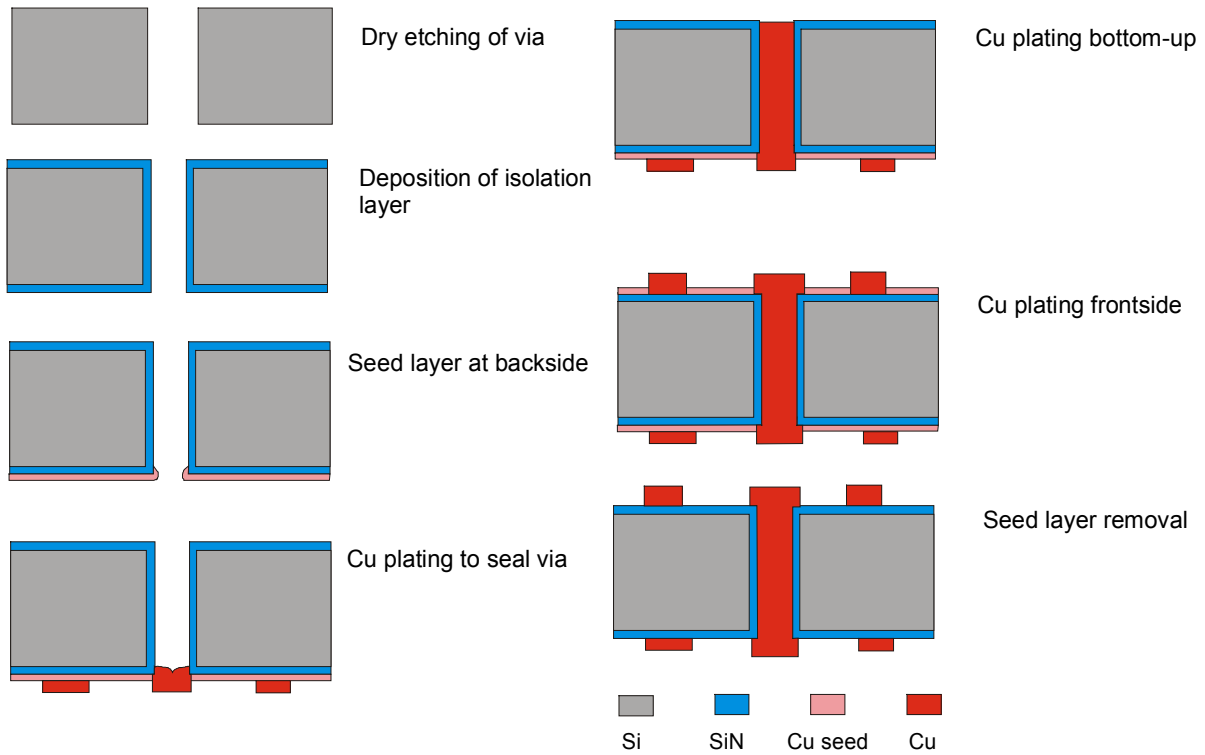 Dry etching of via
Deposition of isolation
layer
Seed layer at backside
Cu plating to seal via
Cu plating bottom-up
Cu plating frontside
Seed layer removal
Si
SiN
Cu seed
Cu